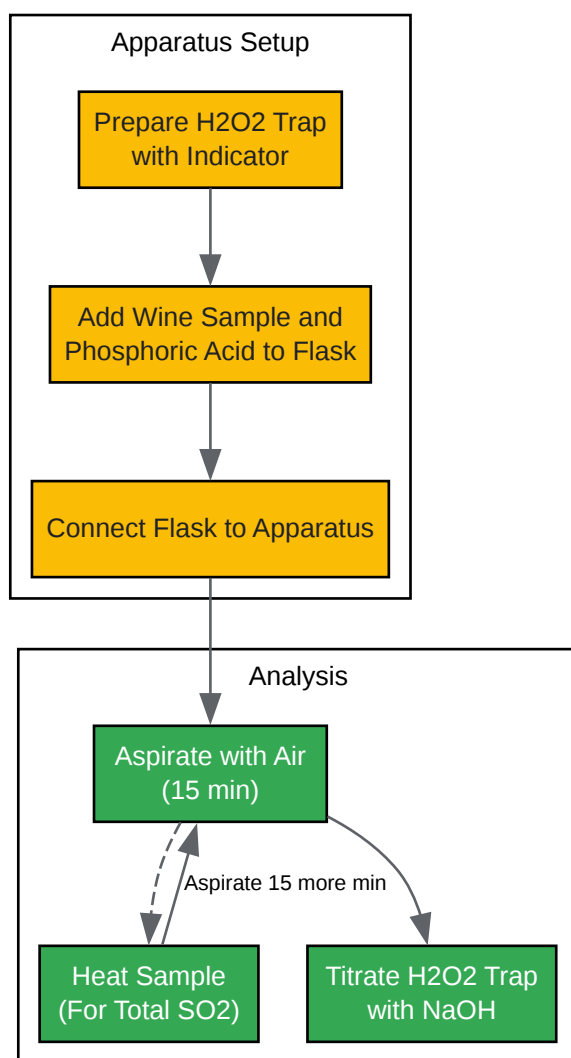 Apparatus Setup
Prepare H2O2 Trap
with Indicator
Add Wine Sample and
Phosphoric Acid to Flask
Connect Flask to Apparatus
Analysis
Aspirate with Air
(15 min)
Aspirate 15 more min
Heat Sample
(For Total SO2)
Titrate H2O2 Trap
with NaOH